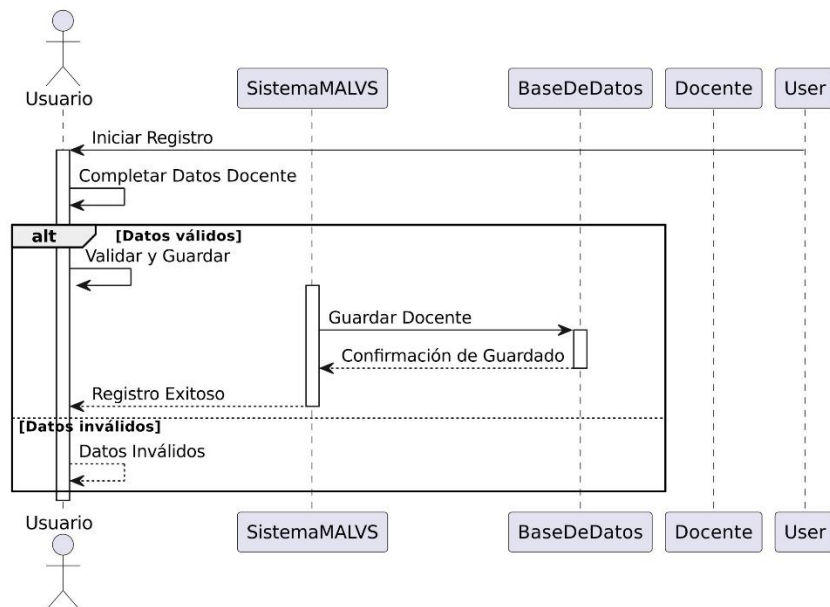 Usuario
SistemaMALVS
BaseDeDatos
Docente
User
Iniciar Registro
Completar Datos Docente
alt
[Datos válidos]
Validar y Guardar
Guardar Docente
Confirmación de Guardado
Registro Exitoso
[Datos inválidos]
Datos Inválidos
Usuario
SistemaMALVS
BaseDeDatos
Docente
User